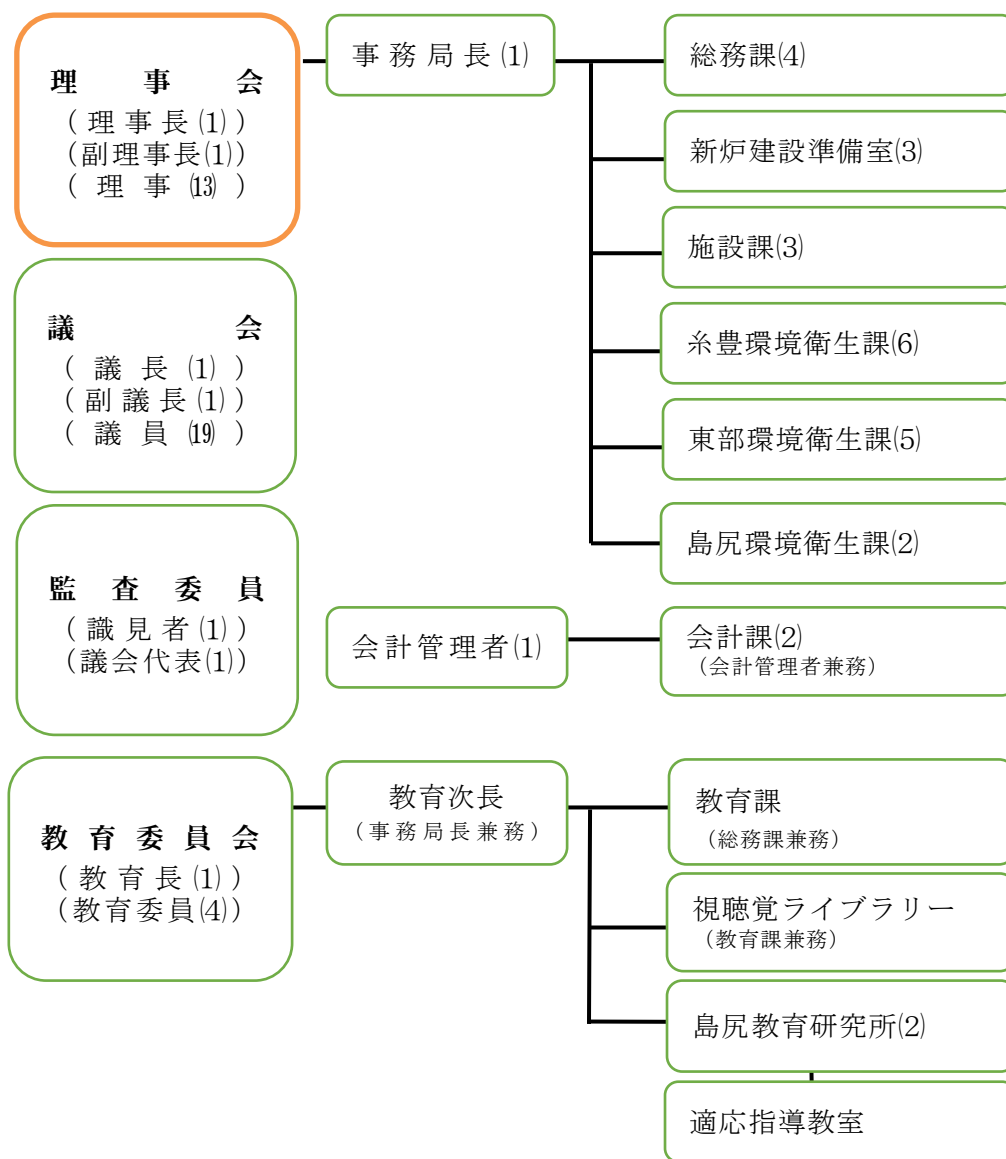 理事会
(理事長(1))
(副理事長(1))
(理事(13))
事務局長(1)
総務課(4)
新炉建設準備室(3)
施設課(3)
糸豊環境衛生課(6)
東部環境衛生課(5)
島尻環境衛生課(2)
議会
(議長(1))
(副議長(1))
(議員(19))
監査委員
(識見者(1))
(議会代表(1))
会計管理者(1)
会計課(2)
(会計管理者兼務)
教育委員会
(教育長(1))
(教育委員(4))
教育次長
(事務局長兼務)
教育課
(総務課兼務)
視聴覚ライブラリー
(教育課兼務)
島尻教育研究所(2)
適応指導教室